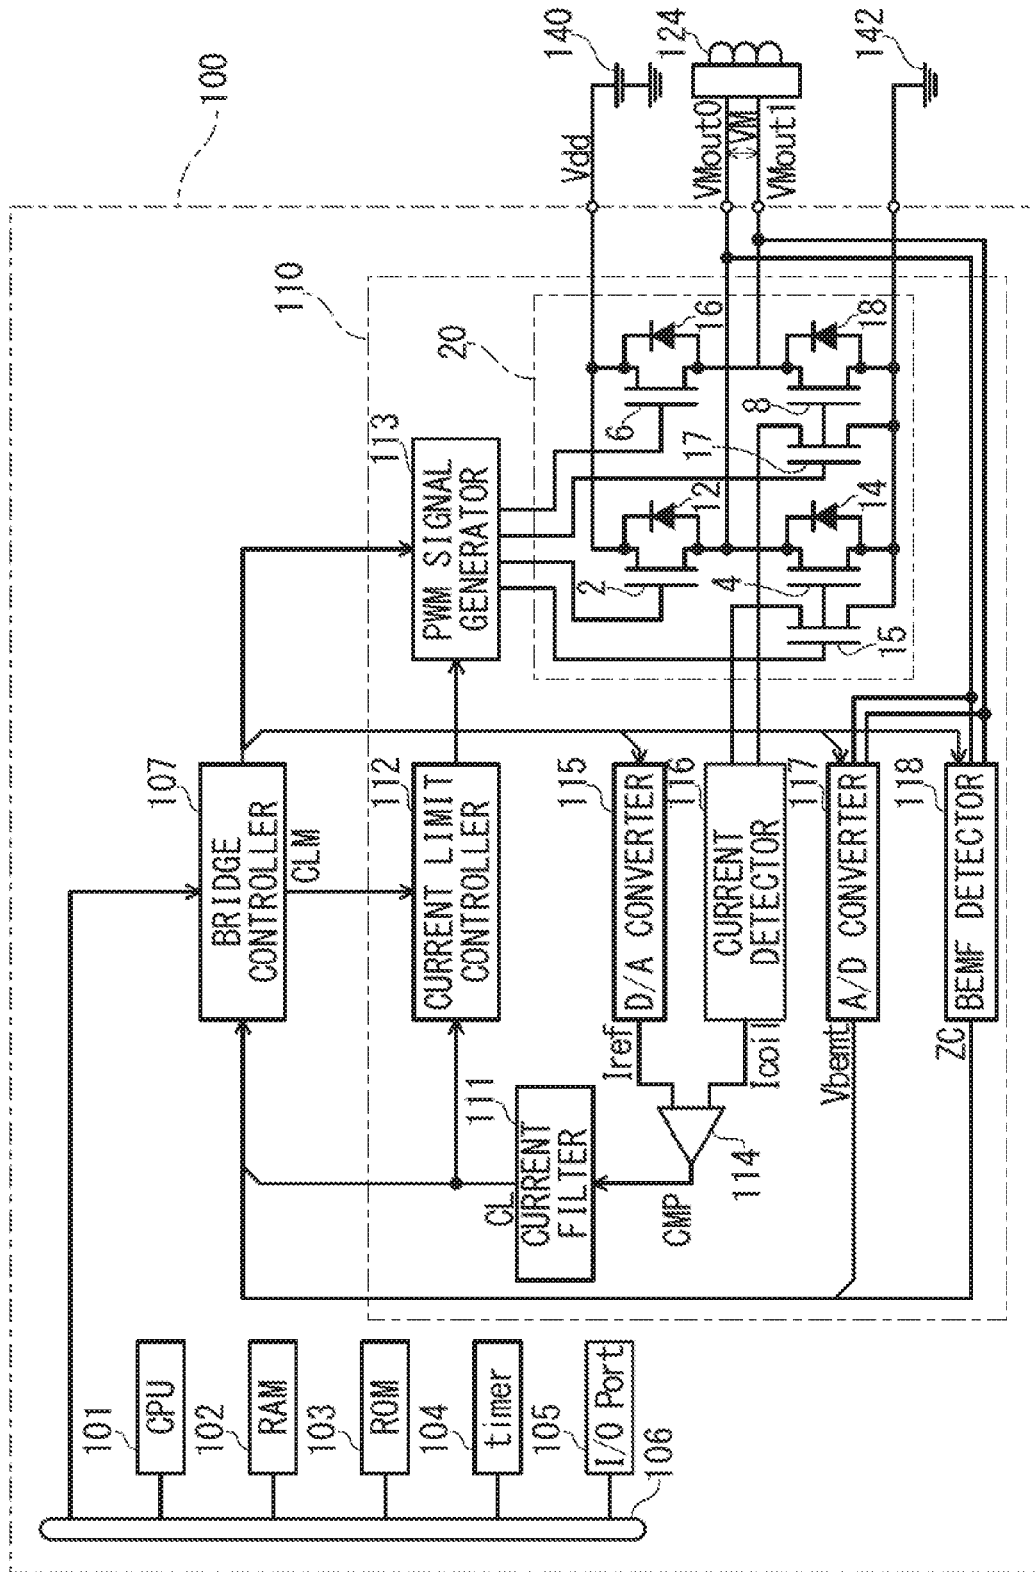 100
101
CPU
102
RAM
103
ROM
104
timer
105
I/O Port
106
107
BRIDGE
CONTROLLER
CLM
110
111
CURRENT
FILTER
CL
112
CURRENT LIMIT
CONTROLLER
113
PWM SIGNAL
GENERATOR
114
CMP
115
D/A CONVERTER
Iref
116
CURRENT
DETECTOR
Icoil
117
A/D CONVERTER
Vbemf
118
BEMF DETECTOR
ZC
20
2
12
4
14
15
6
16
8
18
17
Vdd
140
VMout0
VM
VMout1
124
142